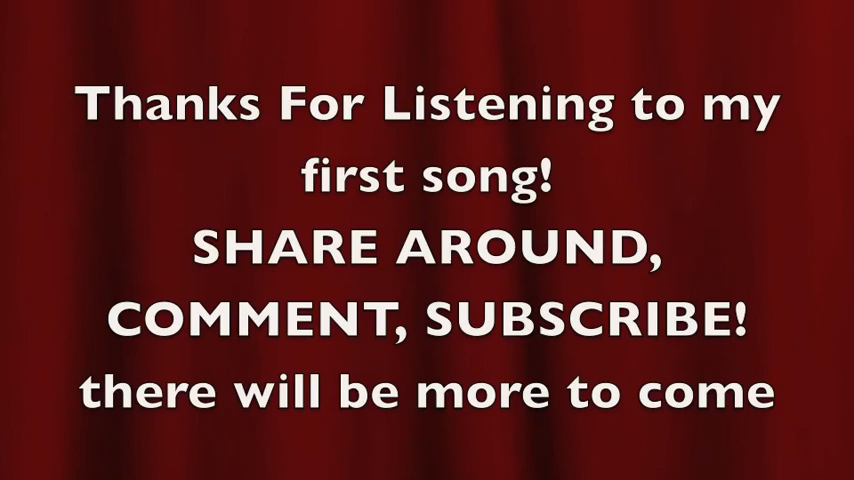 Thanks For Listening to my
first song!
SHARE AROUND,
COMMENT, SUBSCRIBE!
there will be more to come